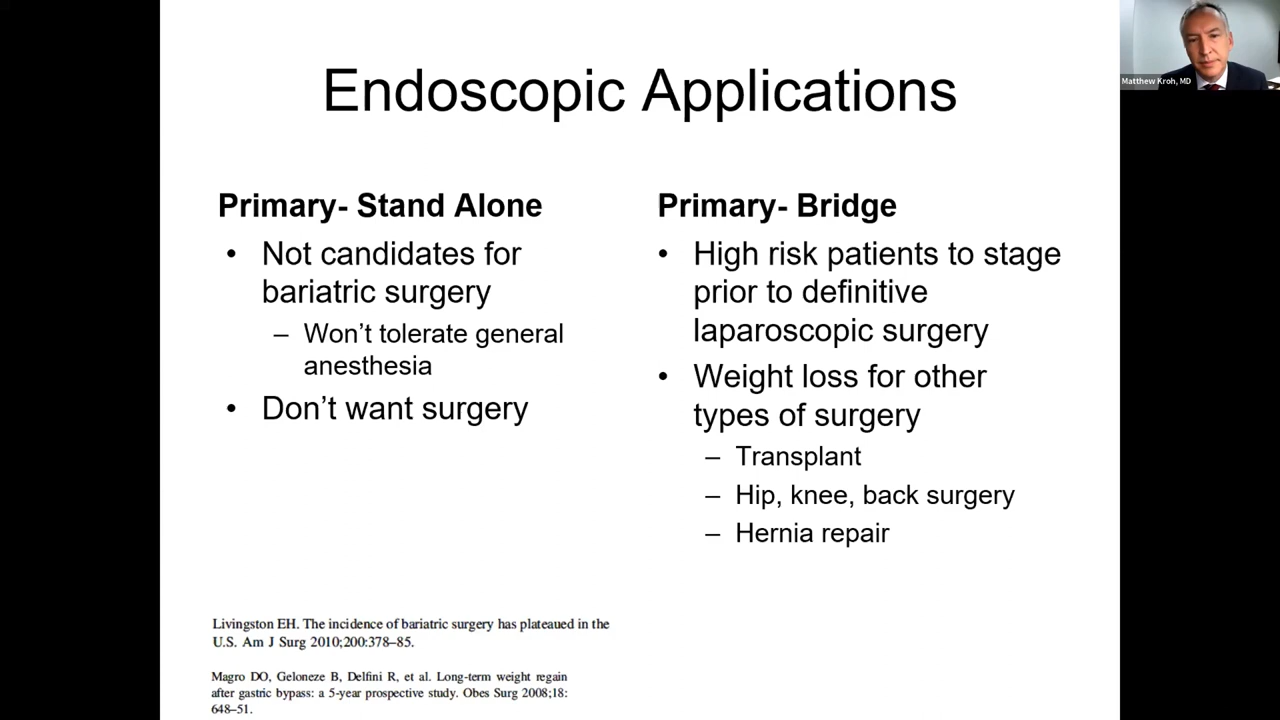 Endoscopic Applications
Matthew Kroh, MD
Primary- Stand Alone
• Not candidates for
bariatric surgery
– Won’t tolerate general
anesthesia
• Don’t want surgery
Primary- Bridge
• High risk patients to stage
prior to definitive
laparoscopic surgery
• Weight loss for other
types of surgery
– Transplant
– Hip, knee, back surgery
– Hernia repair
Livingston EH. The incidence of bariatric surgery has plateaued in the
U.S. Am J Surg 2010;200:378–85.
Magro DO, Geloneze B, Delfini R, et al. Long-term weight regain
after gastric bypass: a 5-year prospective study. Obes Surg 2008;18:
648–51.